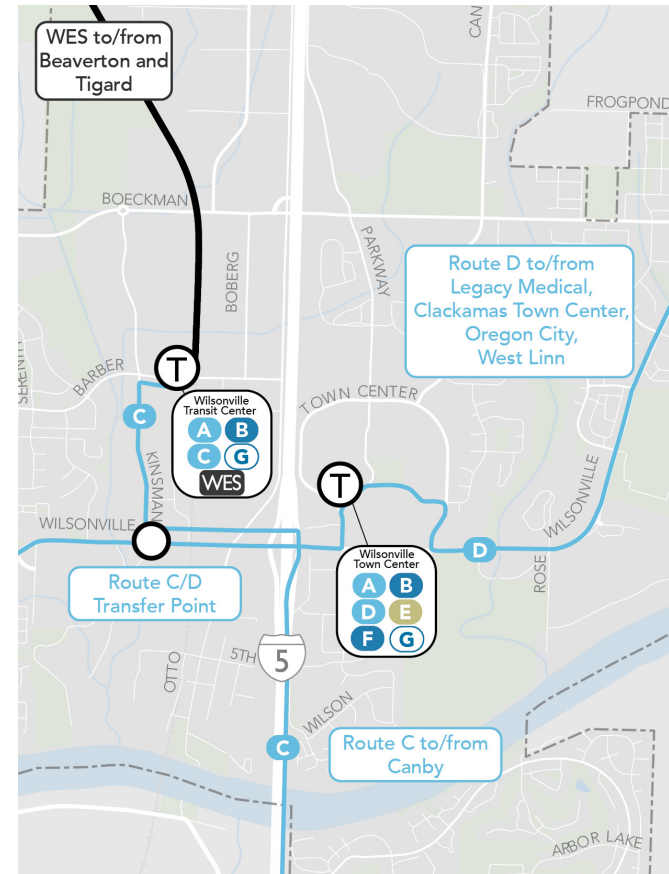 WES to/from
Beaverton and
Tigard
CAN
FROGPOND
BOECKMAN
BOBERG
PARKWAY
Route D to/from
Legacy Medical,
Clackamas Town Center,
Oregon City,
West Linn
SERENITY
BARBER
T
Wilsonville
Transit Center
A B
C G
WES
C
KINSMAN
TOWN CENTER
T
WILSONVILLE
Wilsonville
Town Center
A B
D E
F G
D
WILSONVILLE
ROSE
Route C/D
Transfer Point
OTTO
5TH
5
WILSON
C
Route C to/from
Canby
ARBOR LAKE